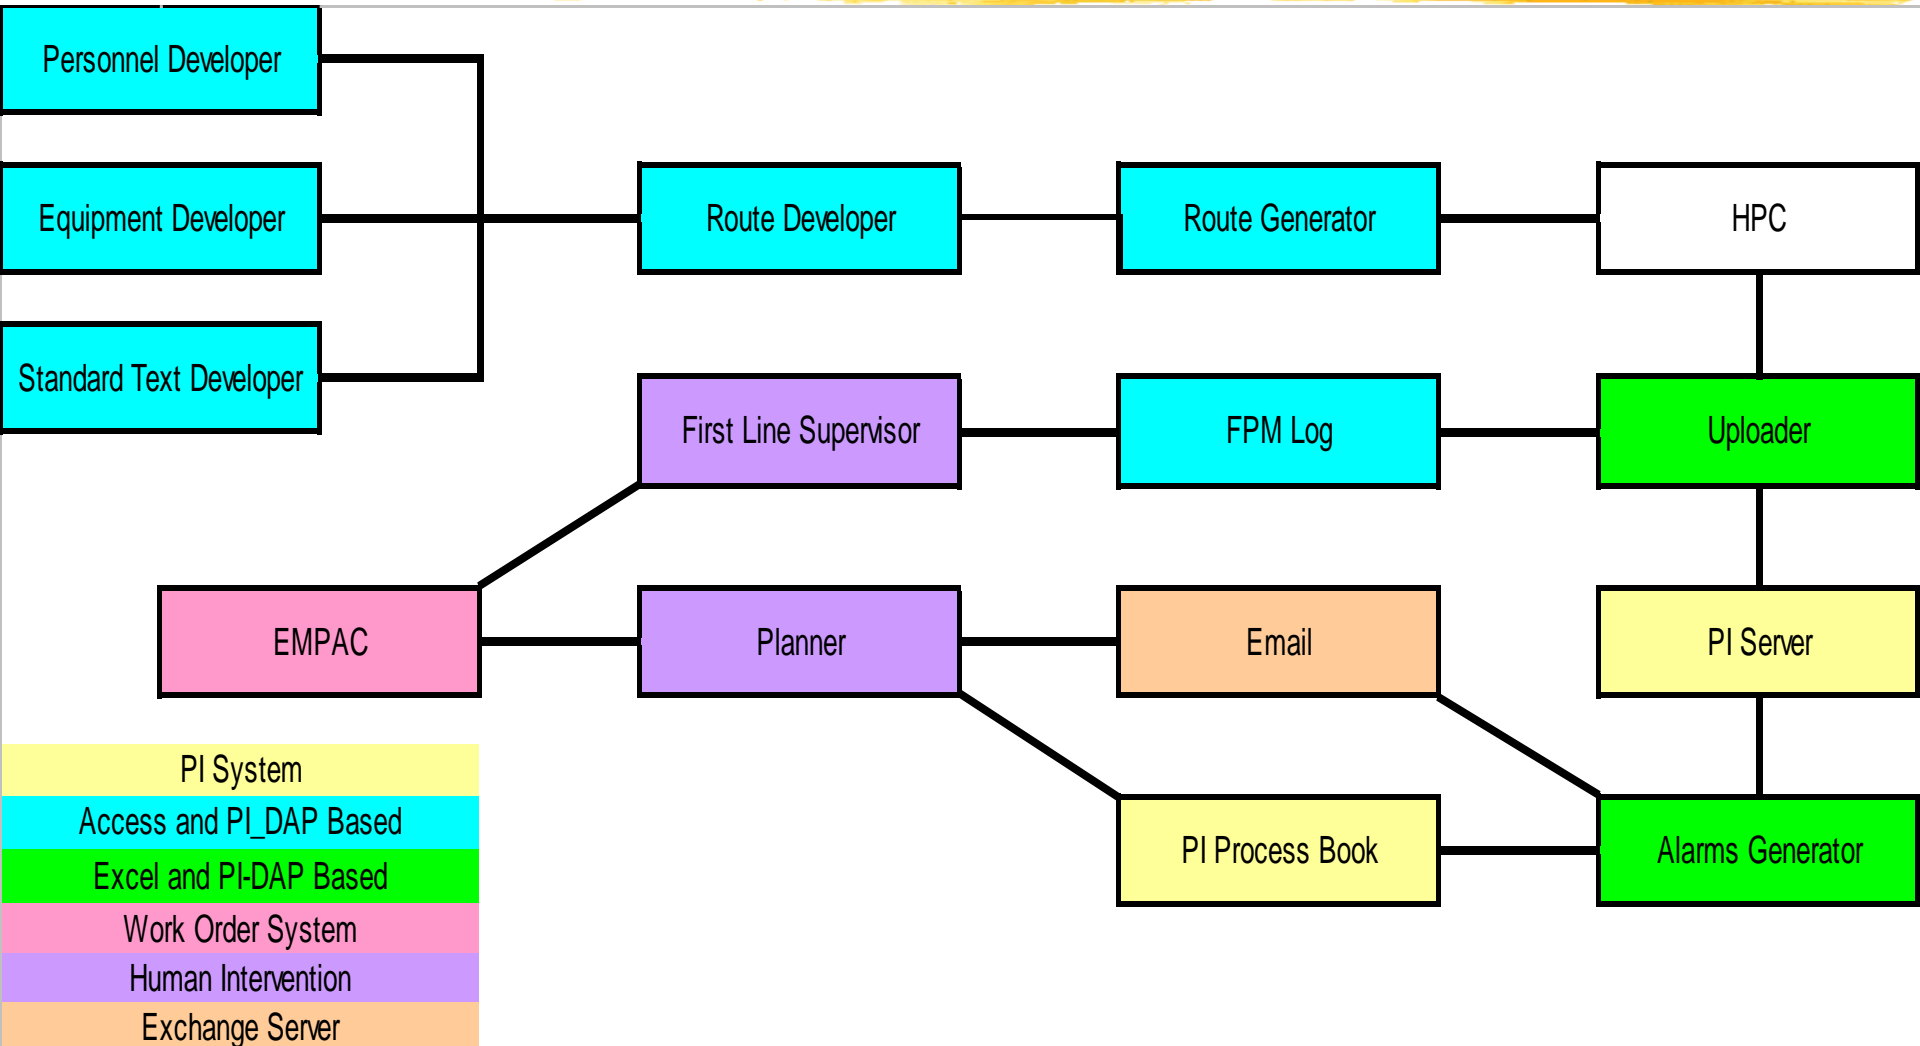 Personnel Developer
Equipment Developer
Route Developer
Route Generator
HPC
Standard Text Developer
First Line Supervisor
FPM Log
Uploader
EMPAC
Planner
Email
PI Server
PI Process Book
Alarms Generator
PI System
Access and PI_DAP Based
Excel and PI-DAP Based
Work Order System
Human Intervention
Exchange Server